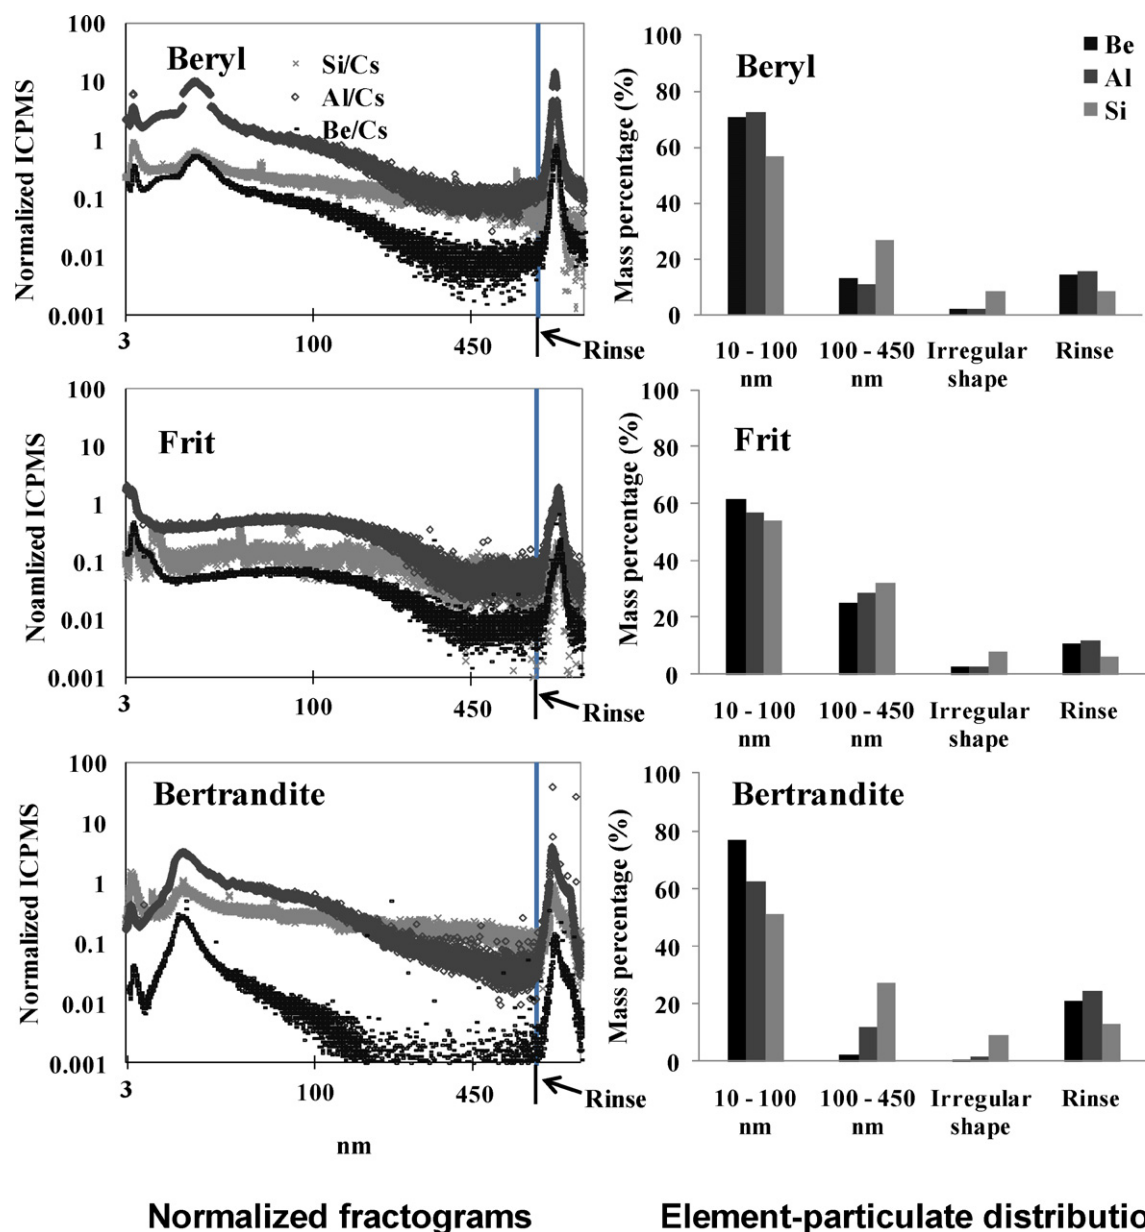 100
10
1
0.1
0.01
0.001
Normalized ICPMS
Beryl
Si/Cs
Al/Cs
Be/Cs
3
100
450
Rinse
100
80
60
40
20
0
Mass percentage (%)
Beryl
Be
Al
Si
10 - 100
nm
100 - 450
nm
Irregular
shape
Rinse
100
10
1
0.1
0.01
0.001
Noamlized ICPMS
Frit
3
100
450
Rinse
100
80
60
40
20
0
Mass percentage (%)
Frit
10 - 100
nm
100 - 450
nm
Irregular
shape
Rinse
100
10
1
0.1
0.01
0.001
Normalized ICPMS
Bertrandite
3
100
450
Rinse
nm
100
80
60
40
20
0
Mass percentage (%)
Bertrandite
10 - 100
nm
100 - 450
nm
Irregular
shape
Rinse
Normalized fractograms
Element-particulate distributio